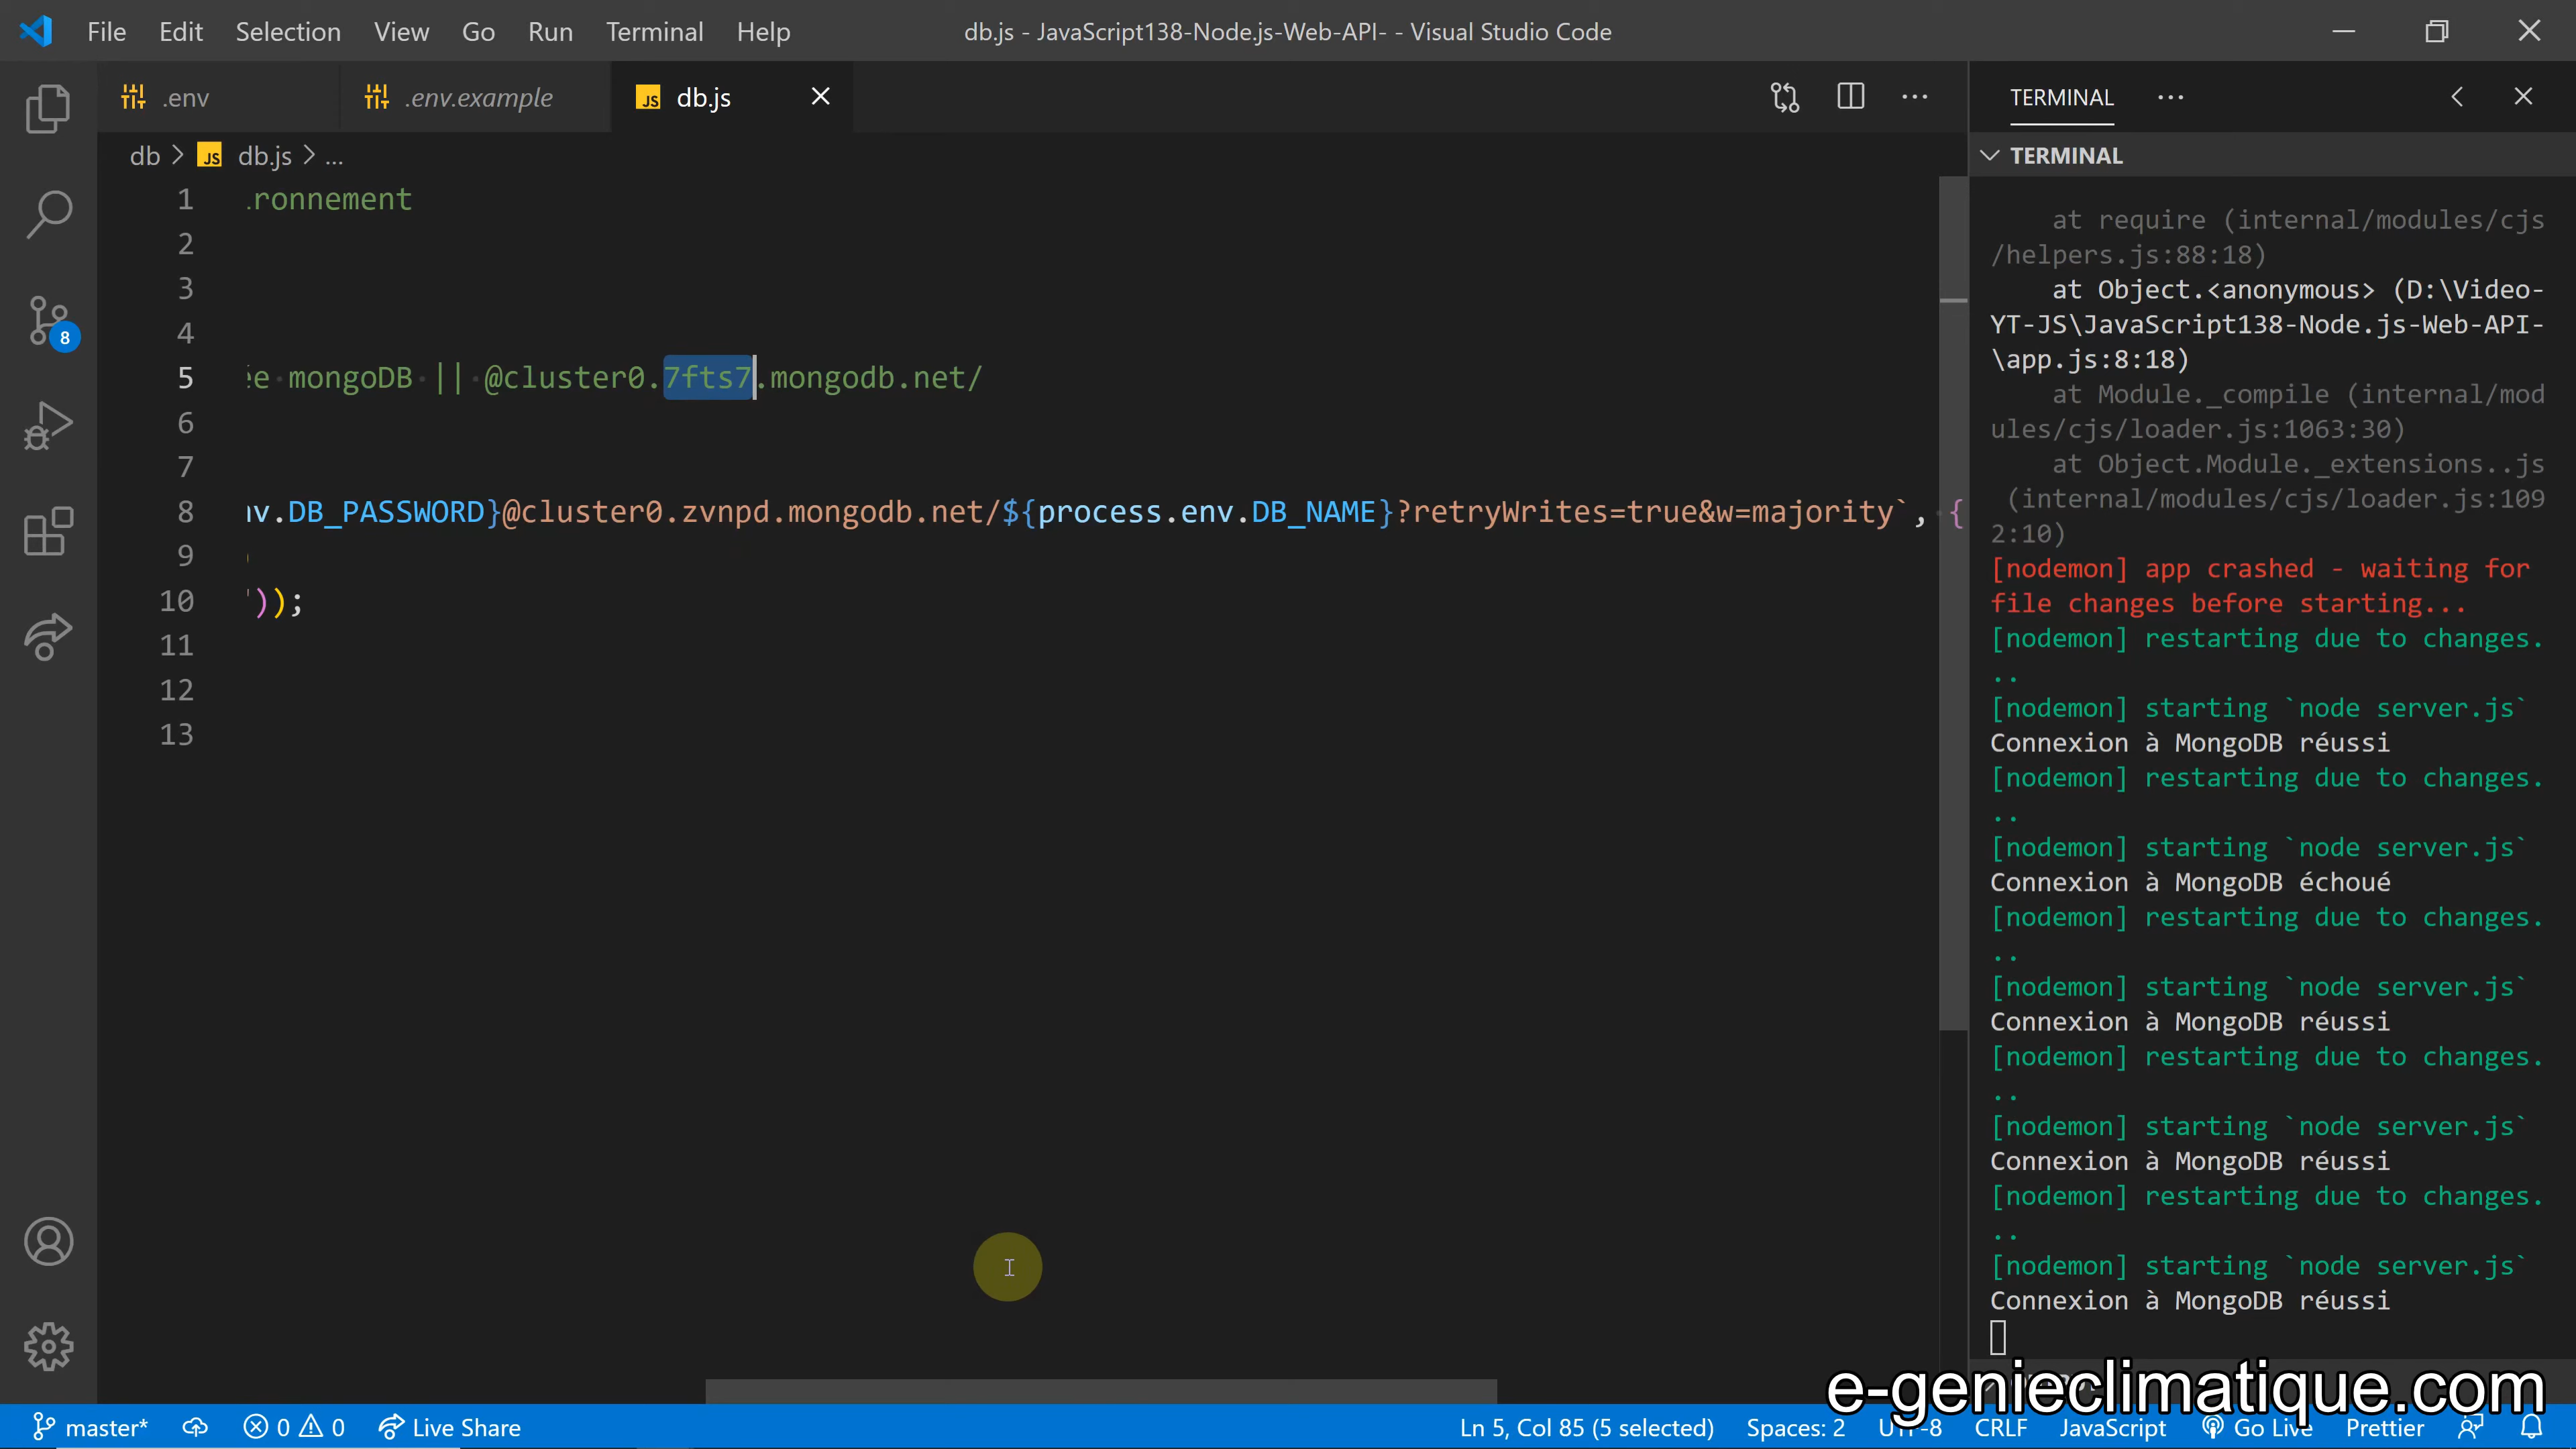 File Edit Selection View Go Run Terminal Help
db.js - JavaScript138-Node.js-Web-API- - Visual Studio Code
.env
.env.example
JS db.js
db > JS db.js > ...
1 ronnement
2
3
4
5 e mongoDB || @cluster0.7fts7.mongodb.net/
6
7
8 nv.DB_PASSWORD}@cluster0.zvnpd.mongodb.net/${process.env.DB_NAME}?retryWrites=true&w=majority`, {
9
10 '));
11
12
13
8
TERMINAL
TERMINAL
at require (internal/modules/cjs
/helpers.js:88:18)
at Object.<anonymous> (D:\Video-
YT-JS\JavaScript138-Node.js-Web-API-
\app.js:8:18)
at Module._compile (internal/mod
ules/cjs/loader.js:1063:30)
at Object.Module._extensions..js
(internal/modules/cjs/loader.js:109
2:10)
[nodemon] app crashed - waiting for
file changes before starting...
[nodemon] restarting due to changes.
..
[nodemon] starting `node server.js`
Connexion à MongoDB réussi
[nodemon] restarting due to changes.
..
[nodemon] starting `node server.js`
Connexion à MongoDB échoué
[nodemon] restarting due to changes.
..
[nodemon] starting `node server.js`
Connexion à MongoDB réussi
[nodemon] restarting due to changes.
..
[nodemon] starting `node server.js`
Connexion à MongoDB réussi
[nodemon] restarting due to changes.
..
[nodemon] starting `node server.js`
Connexion à MongoDB réussi
e-genieclimatique.com
master* 0 0 Live Share
Ln 5, Col 85 (5 selected) Spaces: 2 UTF-8 CRLF JavaScript Go Live Prettier